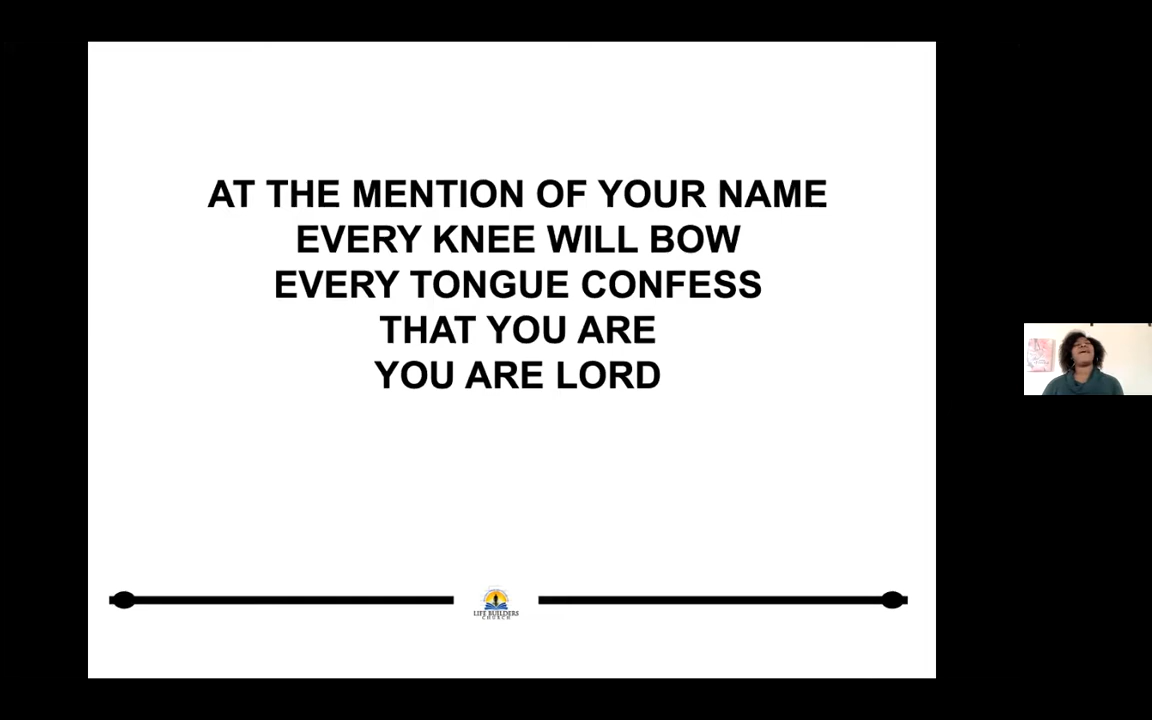 AT THE MENTION OF YOUR NAME
EVERY KNEE WILL BOW
EVERY TONGUE CONFESS
THAT YOU ARE
YOU ARE LORD
LIFE BUILDERS
CHURCH